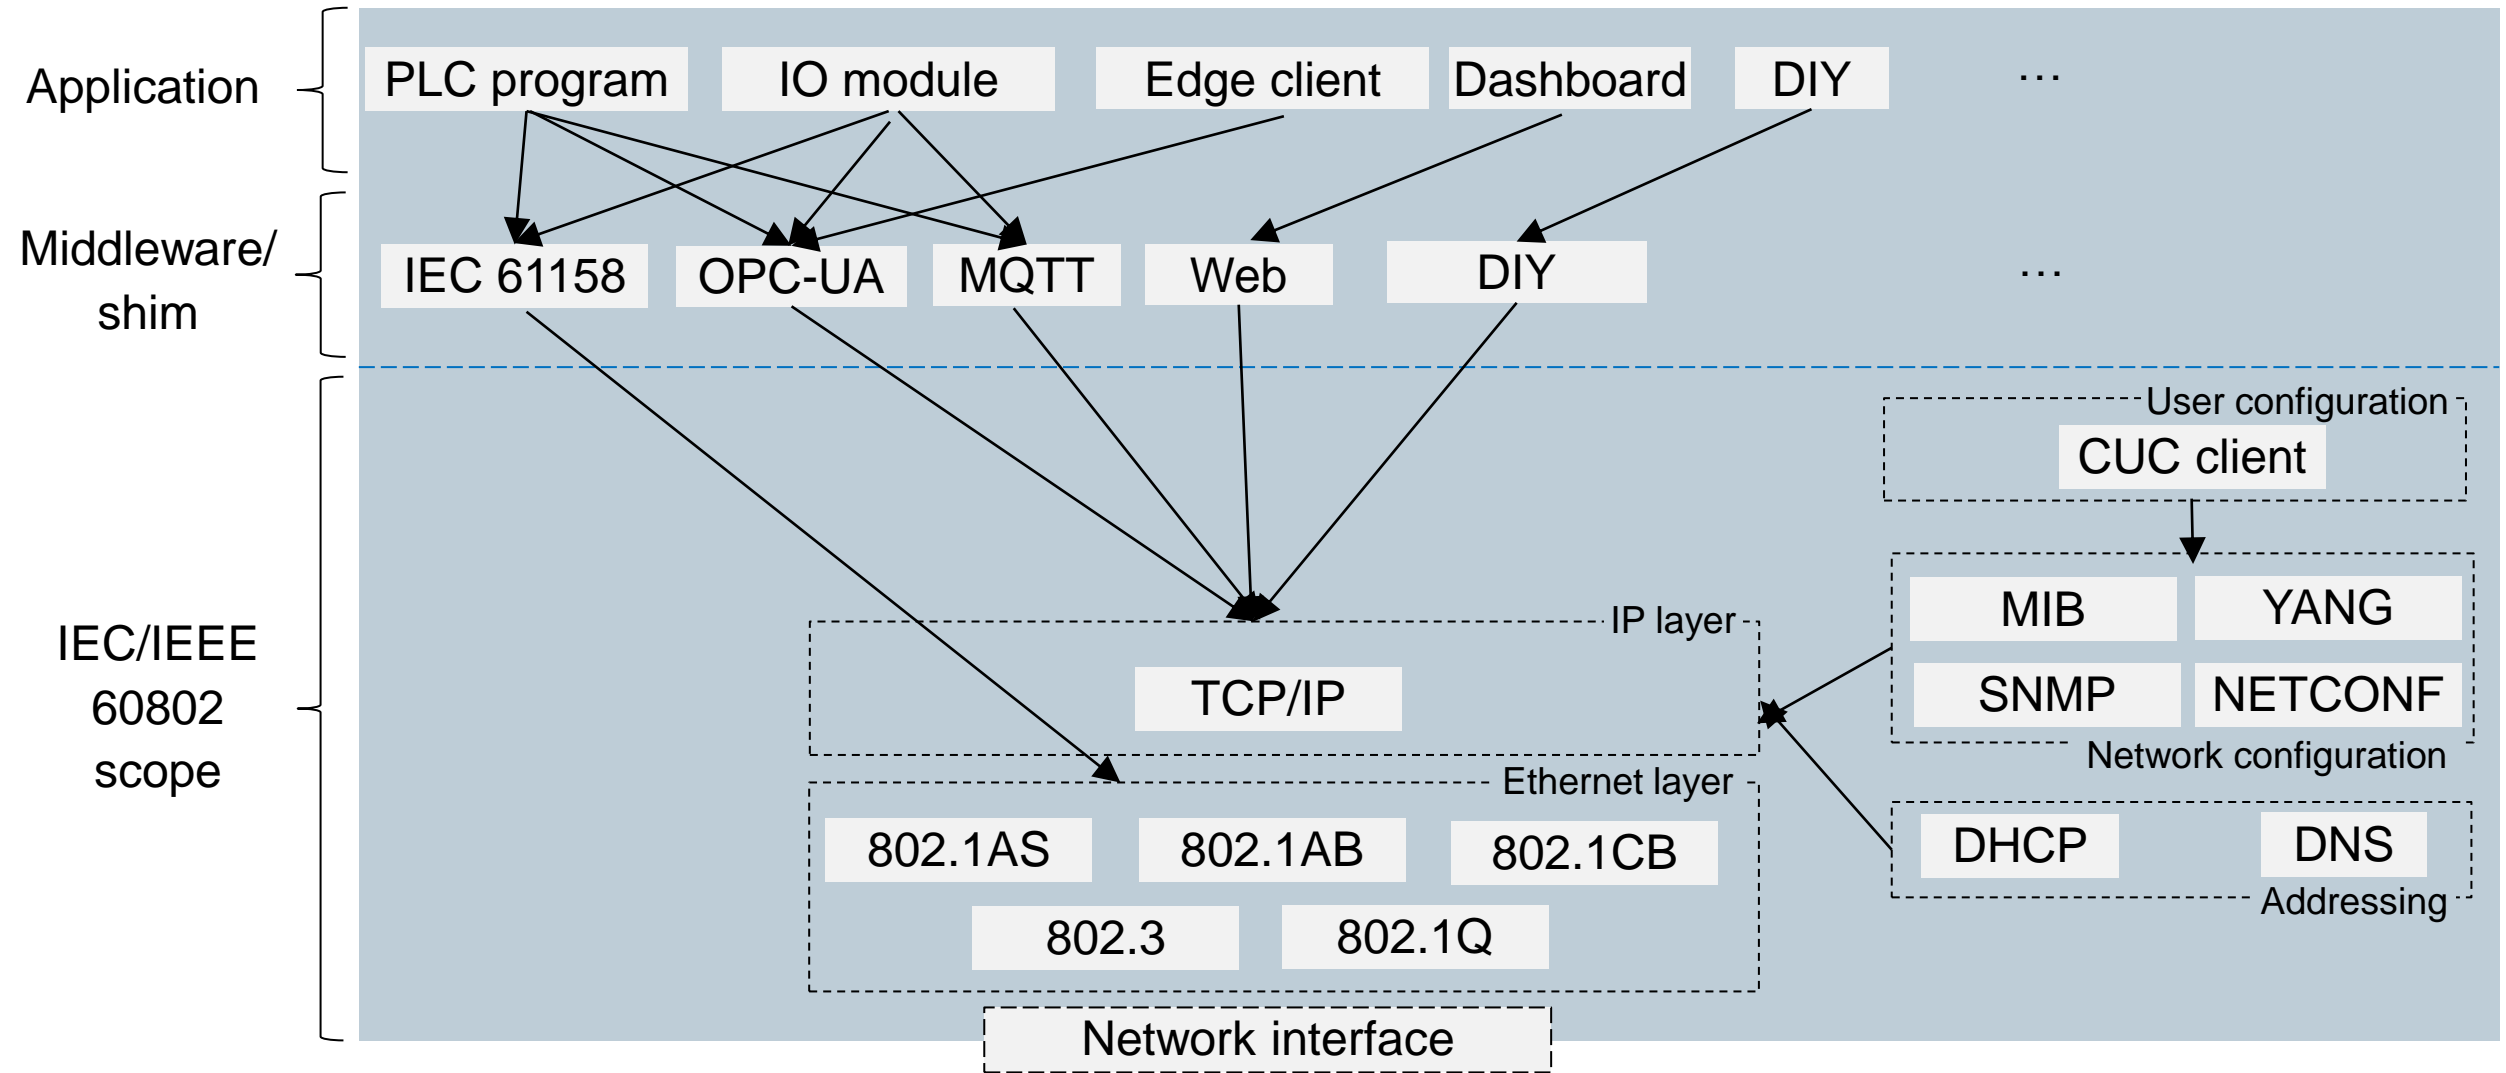 Application
PLC program
IO module
Edge client
Dashboard
DIY
...
Middleware/
shim
IEC 61158
OPC-UA
MQTT
Web
DIY
...
User configuration
CUC client
IEC/IEEE
60802
scope
IP layer
TCP/IP
MIB
YANG
SNMP
NETCONF
Network configuration
Ethernet layer
802.1AS
802.1AB
802.1CB
802.3
802.1Q
DHCP
DNS
Addressing
Network interface